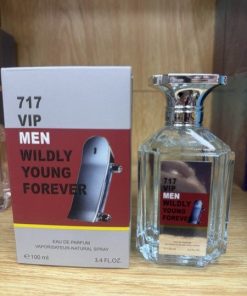 717
VIP
MEN
WILDLY
YOUNG
FOREVER
EAU DE PARFUM
VAPORISATEUR NATURAL SPRAY
℮ 100 ml 3.4 FL.OZ.
717
VIP
MEN
WILDLY
YOUNG
FOREVER